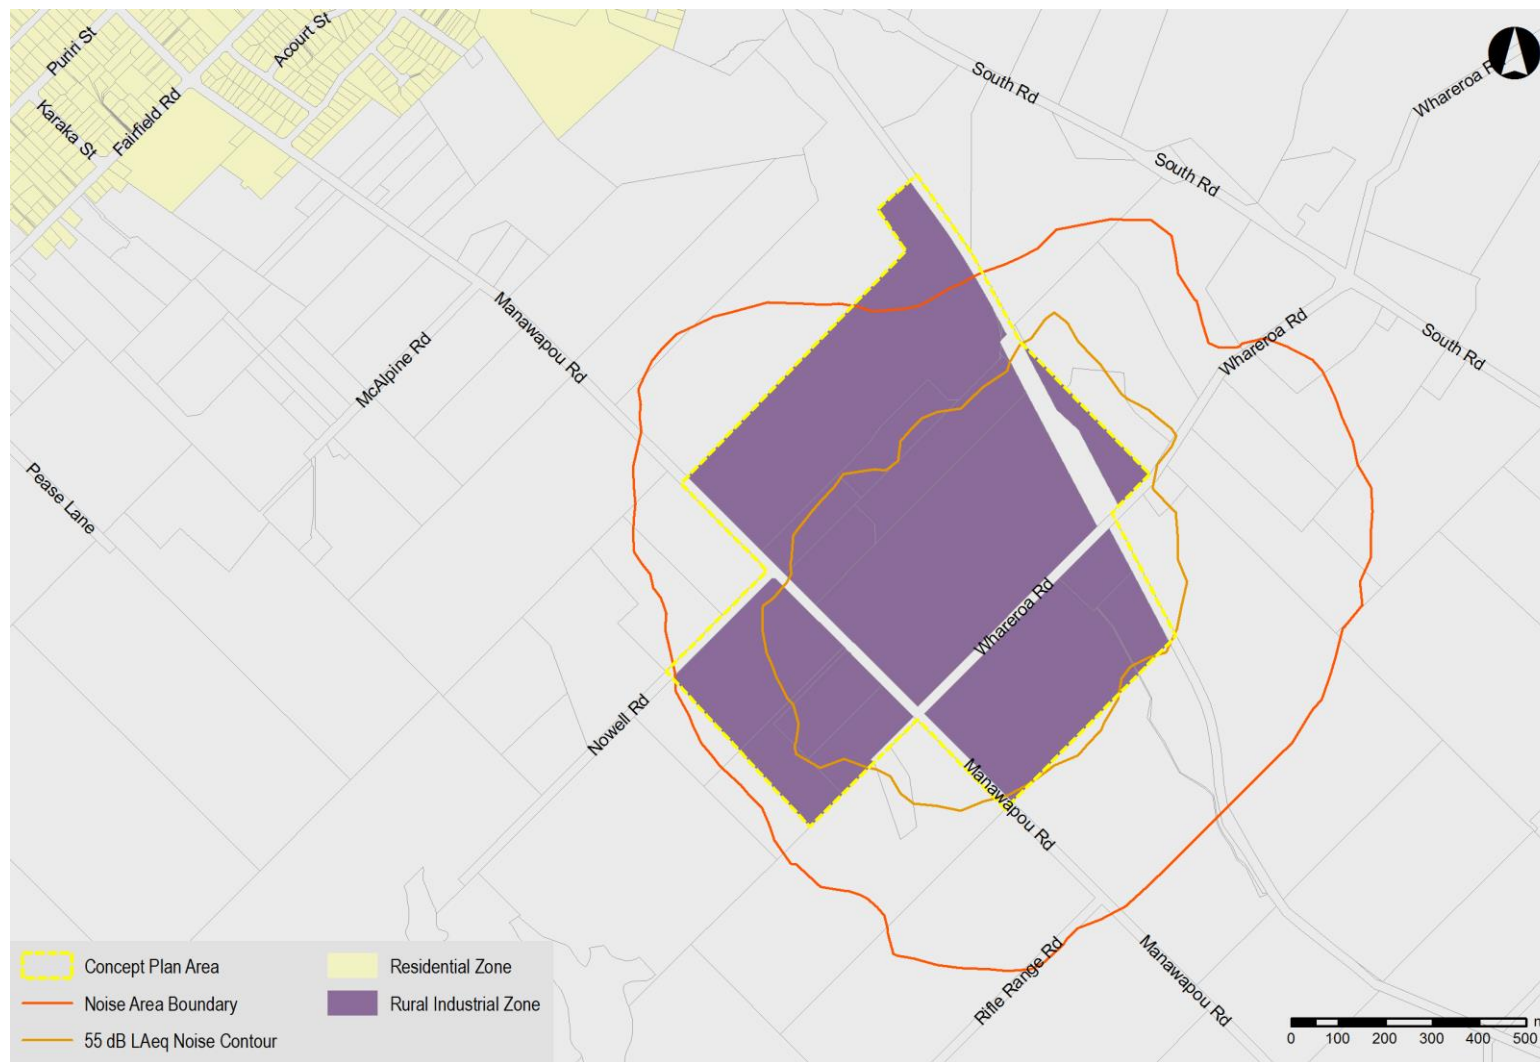 Puriri St
Acourt St
Karaka St
Fairfield Rd
South Rd
Whareroa R
South Rd
Manawapou Rd
McAlpine Rd
Whareroa Rd
South Rd
Pease Lane
Whareroa Rd
Nowell Rd
Manawapou Rd
Rifle Range Rd
Manawapou Rd
Concept Plan Area
Residential Zone
Noise Area Boundary
Rural Industrial Zone
55 dB LAeq Noise Contour
m
0 100 200 300 400 500